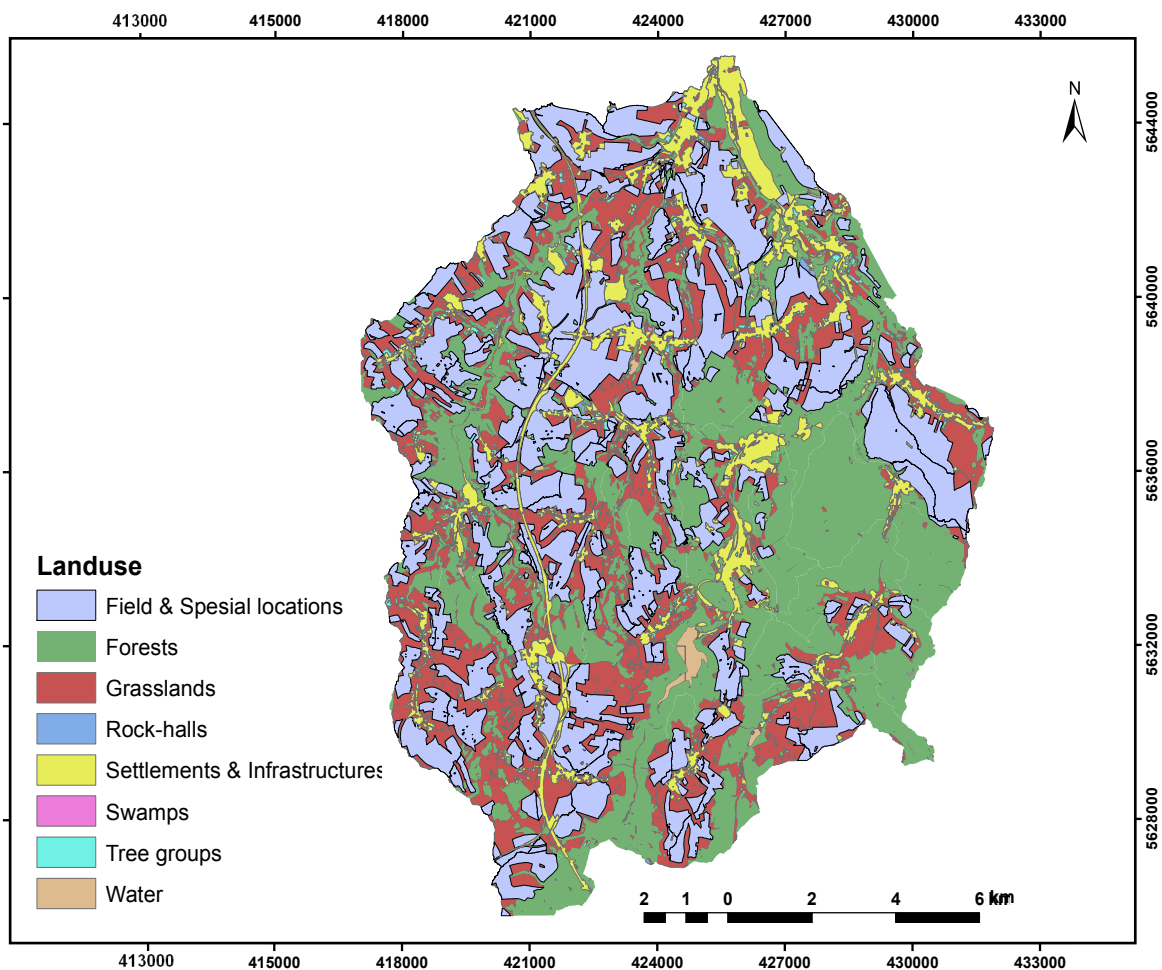 413000 415000 418000 421000 424000 427000 430000 433000
N
5644000
5640000
5636000
5632000
5628000
Landuse
Field & Spesial locations
Forests
Grasslands
Rock-halls
Settlements & Infrastructures
Swamps
Tree groups
Water
2 1 0 2 4 6 km
413000 415000 418000 421000 424000 427000 430000 433000